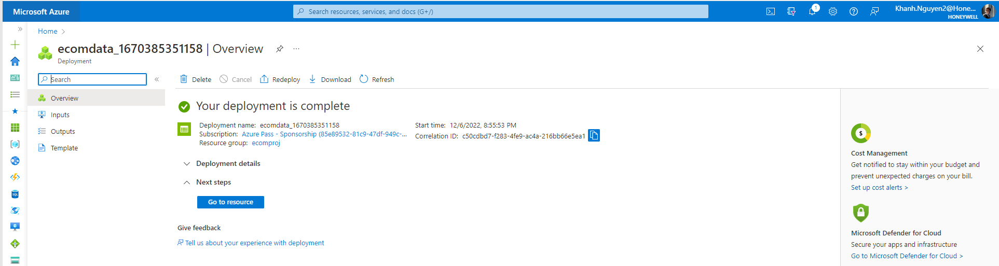 Microsoft Azure
Search resources, services, and docs (G+/)
1
Khanh.Nguyen2@Hone...
HONEYWELL
Home >
ecomdata_1670385351158 | Overview
Deployment
Search
Delete
Cancel
Redeploy
Download
Refresh
Overview
Inputs
Outputs
Template
Your deployment is complete
Deployment name: ecomdata_1670385351158
Subscription: Azure Pass - Sponsorship (85e89532-81c9-47df-949c-...
Resource group: ecomproj
Start time: 12/6/2022, 8:55:53 PM
Correlation ID: c50cdbd7-f283-4fe9-ac4a-216bb66e5ea1
Deployment details
Next steps
Go to resource
Give feedback
Tell us about your experience with deployment
$
Cost Management
Get notified to stay within your budget and
prevent unexpected charges on your bill.
Set up cost alerts >
Microsoft Defender for Cloud
Secure your apps and infrastructure
Go to Microsoft Defender for Cloud >
SQL